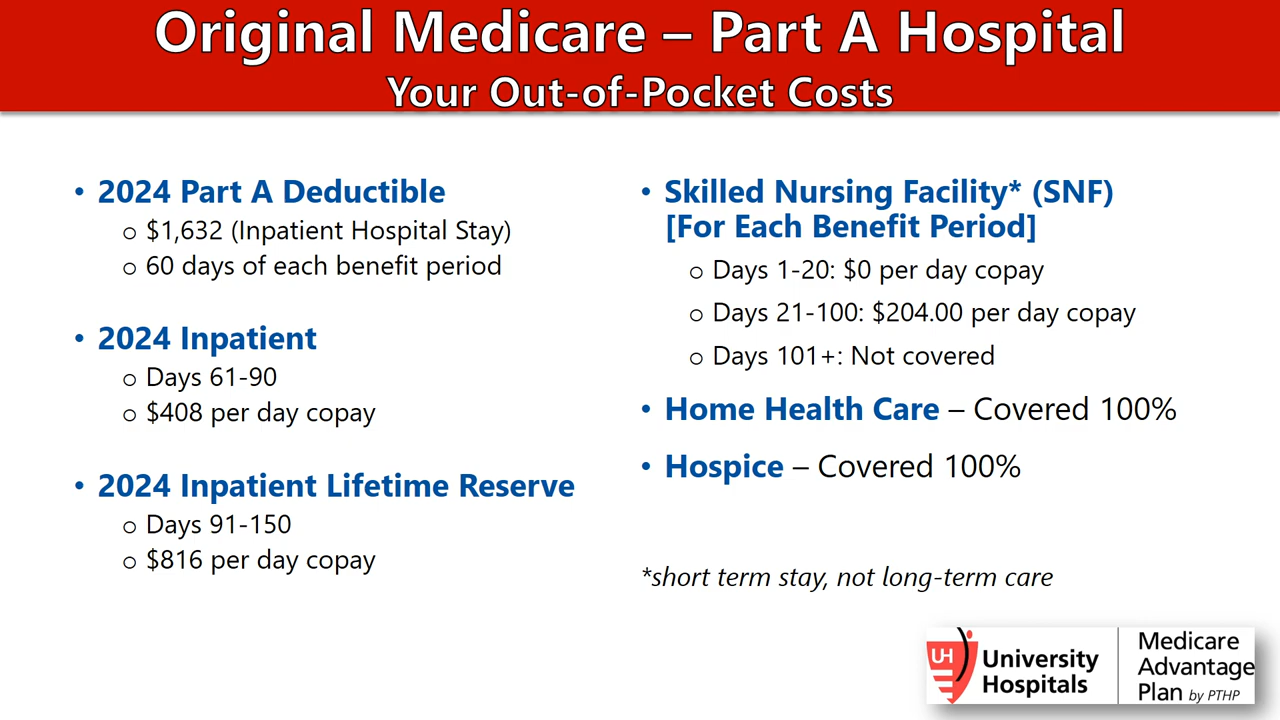 Original Medicare – Part A Hospital
Your Out-of-Pocket Costs
• 2024 Part A Deductible
o $1,632 (Inpatient Hospital Stay)
o 60 days of each benefit period
• 2024 Inpatient
o Days 61-90
o $408 per day copay
• 2024 Inpatient Lifetime Reserve
o Days 91-150
o $816 per day copay
• Skilled Nursing Facility* (SNF)
[For Each Benefit Period]
o Days 1-20: $0 per day copay
o Days 21-100: $204.00 per day copay
o Days 101+: Not covered
• Home Health Care – Covered 100%
• Hospice – Covered 100%
*short term stay, not long-term care
UH
University
Hospitals
Medicare
Advantage
Plan by PTHP